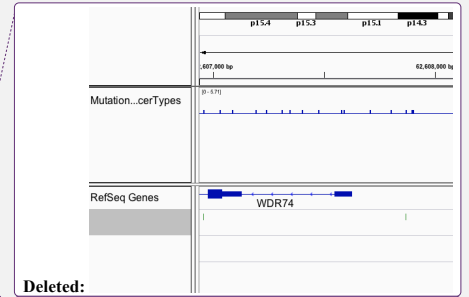 p15.4 p15.3 p15.1 p14.3
,607,000 bp 62,608,000 bp
[0 - 0.71]
Mutation...cerTypes
RefSeq Genes
WDR74
Deleted: